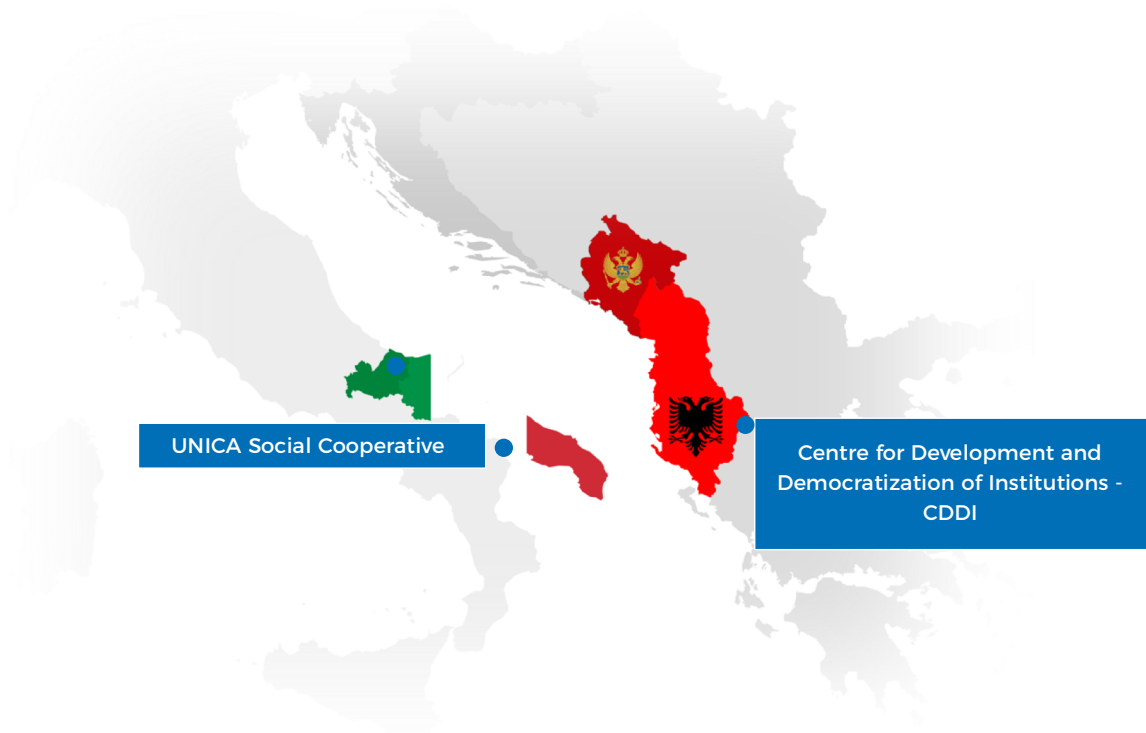 UNICA Social Cooperative
Centre for Development and
Democratization of Institutions -
CDDI